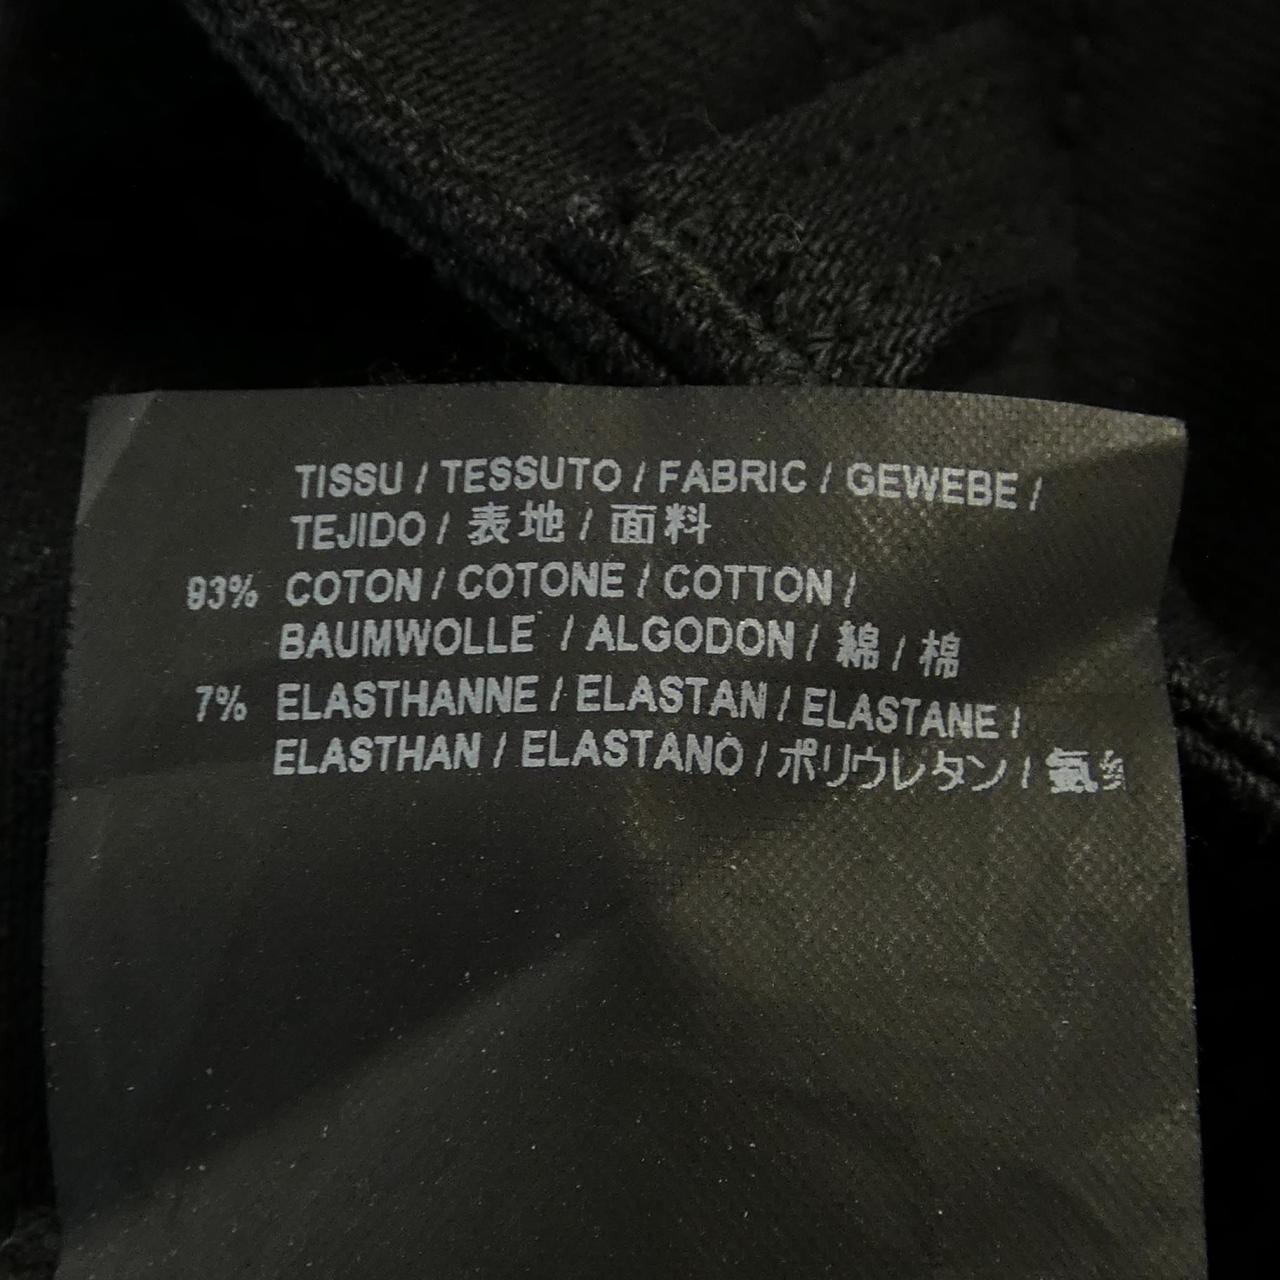 TISSU / TESSUTO / FABRIC / GEWEBE /
TEJIDO / 表地 / 面料
93% COTON / COTONE / COTTON /
BAUMWOLLE / ALGODON / 綿 / 棉
7% ELASTHANNE / ELASTAN / ELASTANE /
ELASTHAN / ELASTANO / ポリウレタン /